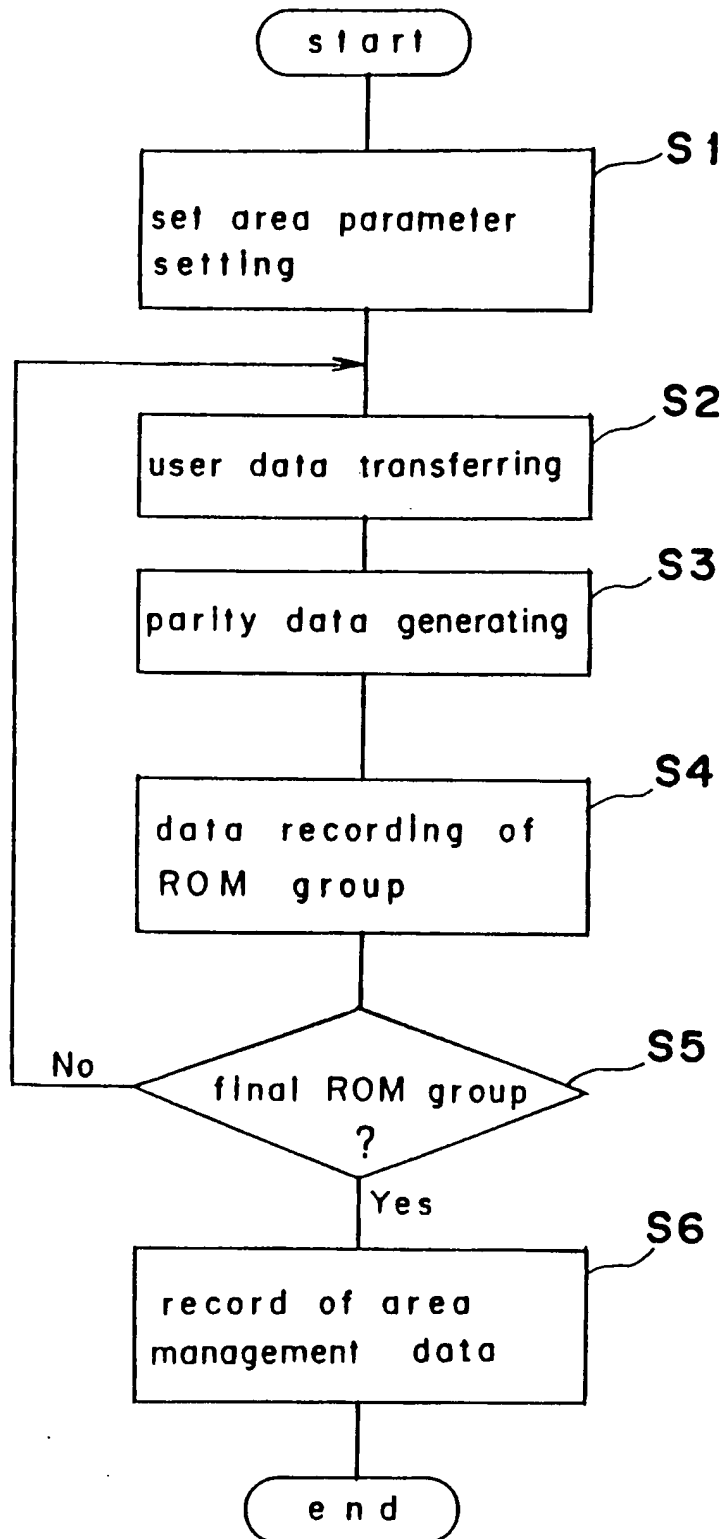 start
S1
set area parameter
setting
S2
user data transferring
S3
parity data generating
S4
data recording of
ROM group
S5
No
final ROM group
?
Yes
S6
record of area
management data
end